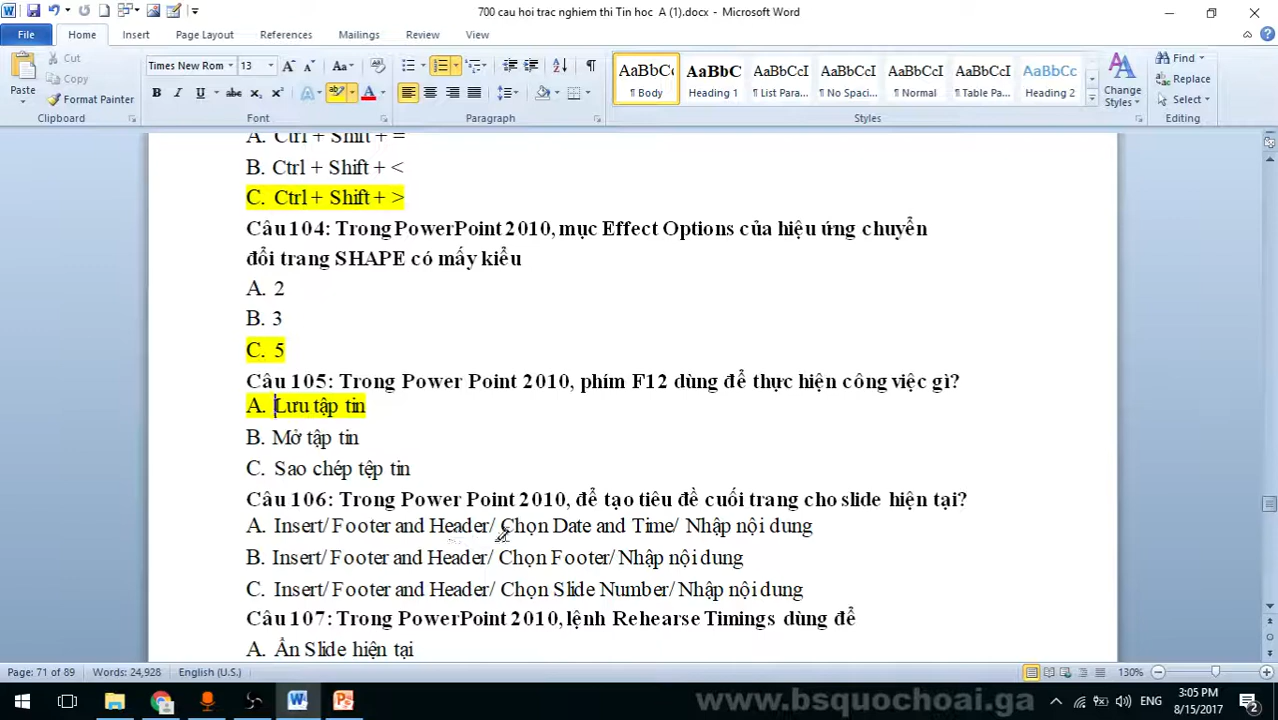 700 cau hoi trac nghiem thi Tin hoc A (1).docx - Microsoft Word
File Home Insert Page Layout References Mailings Review View
Paste
Cut
Copy
Format Painter
Clipboard
Times New Rom 13
Font
Paragraph
AaBbCc AaBbCc AaBbCcI AaBbCcI AaBbCcI AaBbCcI AaBbCc
¶ Body Heading 1 ¶ List Para... ¶ No Spaci... ¶ Normal ¶ Table Pa... Heading 2
Change Styles
Styles
Find
Replace
Select
Editing
A. Ctrl + Shift + =
B. Ctrl + Shift + <
C. Ctrl + Shift + >
Câu 104: Trong PowerPoint 2010, mục Effect Options của hiệu ứng chuyển
đổi trang SHAPE có mấy kiểu
A. 2
B. 3
C. 5
Câu 105: Trong Power Point 2010, phím F12 dùng để thực hiện công việc gì?
A. Lưu tập tin
B. Mở tập tin
C. Sao chép tệp tin
Câu 106: Trong Power Point 2010, để tạo tiêu đề cuối trang cho slide hiện tại?
A. Insert/ Footer and Header/ Chọn Date and Time/ Nhập nội dung
B. Insert/ Footer and Header/ Chọn Footer/ Nhập nội dung
C. Insert/ Footer and Header/ Chọn Slide Number/ Nhập nội dung
Câu 107: Trong PowerPoint 2010, lệnh Rehearse Timings dùng để
A. Ẩn Slide hiện tại
Page: 71 of 89 Words: 24,928 English (U.S.) 130%
www.bsquochoai.ga
ENG
3:05 PM
8/15/2017
2